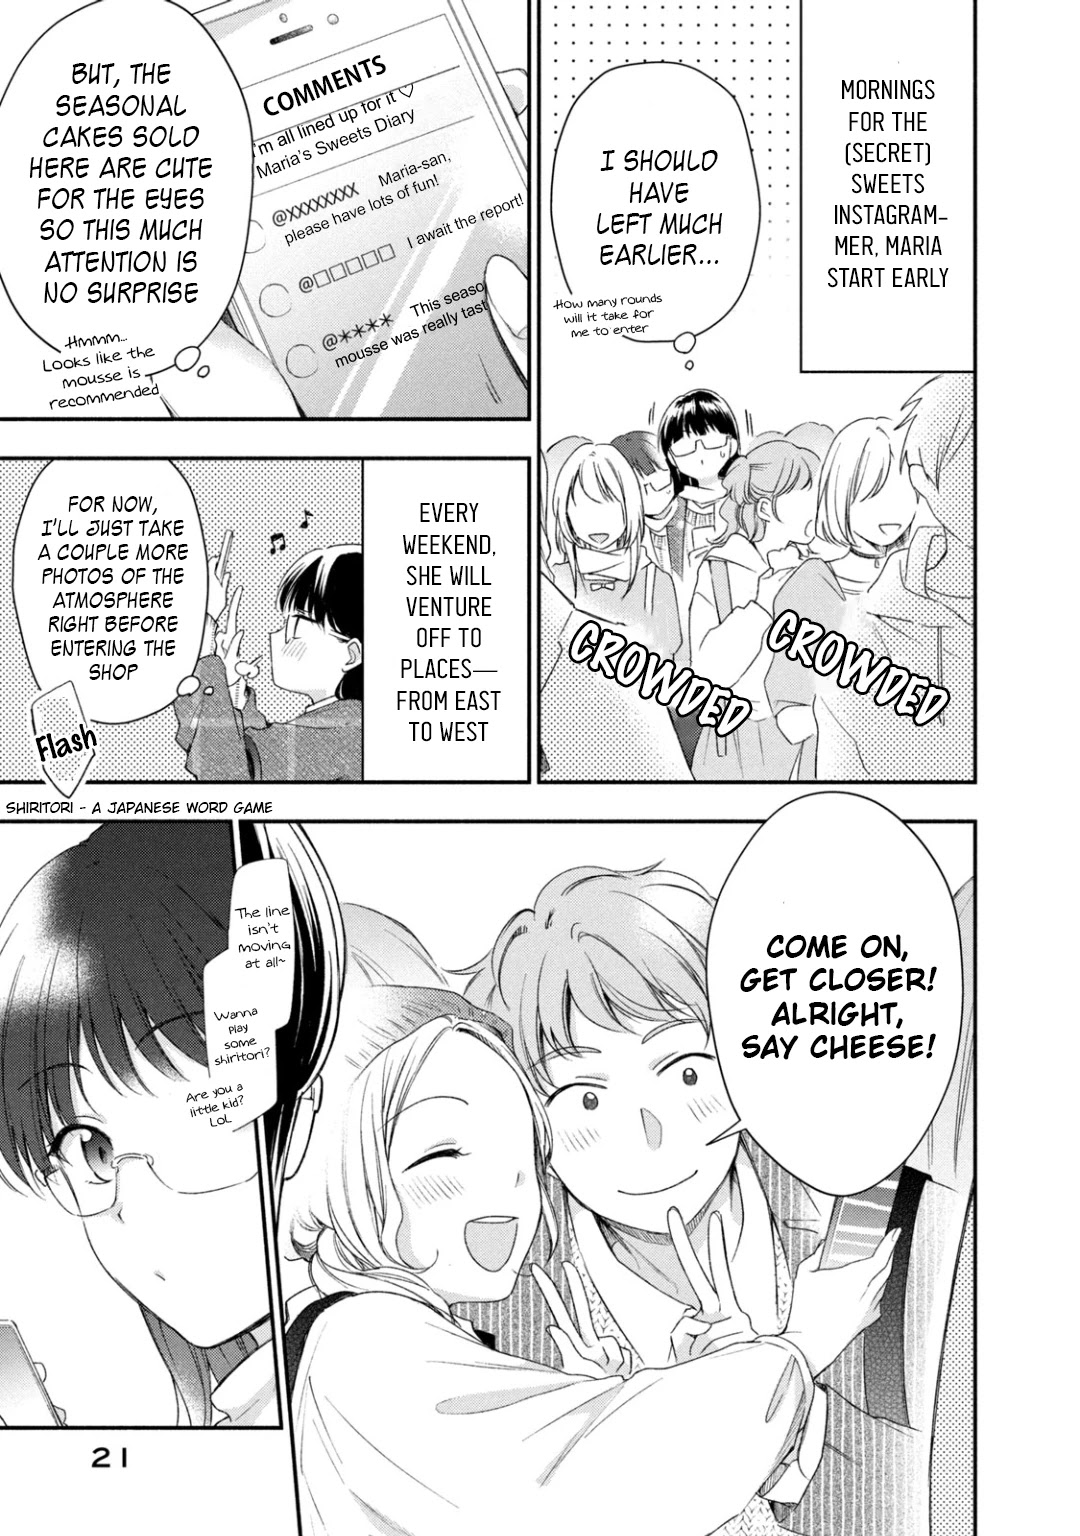 MORNINGS
FOR THE
(SECRET)
SWEETS
INSTAGRAM-
MER, MARIA
START EARLY
I SHOULD
HAVE
LEFT MUCH
EARLIER...
How many rounds
will it take for
me to enter
CROWDED
CROWDED
COMMENTS
I'm all lined up for it ♡
Maria's Sweets Diary
@XXXXXXXX Maria-san,
please have lots of fun!
@□□□□□ I await the report!
@**** This seaso
mousse was really tast
BUT, THE
SEASONAL
CAKES SOLD
HERE ARE CUTE
FOR THE EYES
SO THIS MUCH
ATTENTION IS
NO SURPRISE
Hmmm...
Looks like the
mousse is
recommended
EVERY
WEEKEND,
SHE WILL
VENTURE
OFF TO
PLACES—
FROM EAST
TO WEST
FOR NOW,
I'LL JUST TAKE
A COUPLE MORE
PHOTOS OF THE
ATMOSPHERE
RIGHT BEFORE
ENTERING THE
SHOP
Flash
SHIRITORI - A JAPANESE WORD GAME
COME ON,
GET CLOSER!
ALRIGHT,
SAY CHEESE!
The line
isn't
moving
at all~
Wanna
play
some
shiritori?
Are you a
little kid?
LOL
21